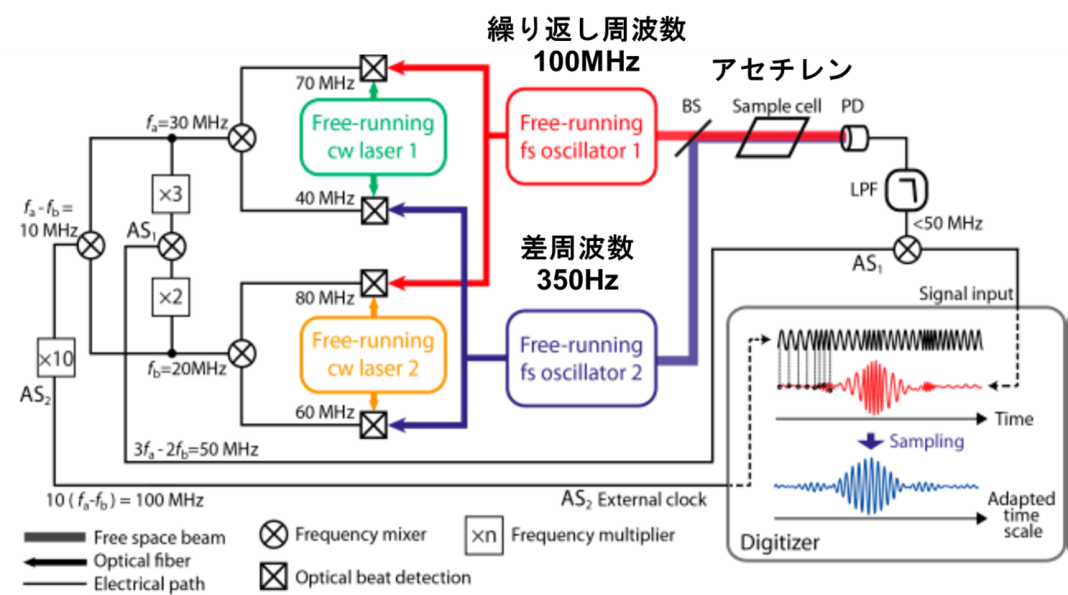 繰り返し周波数
100MHz
アセチレン
70 MHz
BS
Sample cell
PD
fa=30 MHz
Free-running
cw laser 1
Free-running
fs oscillator 1
×3
LPF
40 MHz
fa - fb =
10 MHz
<50 MHz
AS1
差周波数
350Hz
AS1
×2
80 MHz
Signal input
Free-running
cw laser 2
Free-running
fs oscillator 2
×10
fb=20MHz
AS2
60 MHz
Time
Sampling
3fa - 2fb=50 MHz
10 (fa-fb) = 100 MHz
AS2 External clock
Adapted
time
scale
Digitizer
Free space beam
Optical fiber
Electrical path
Frequency mixer
Optical beat detection
×n
Frequency multiplier